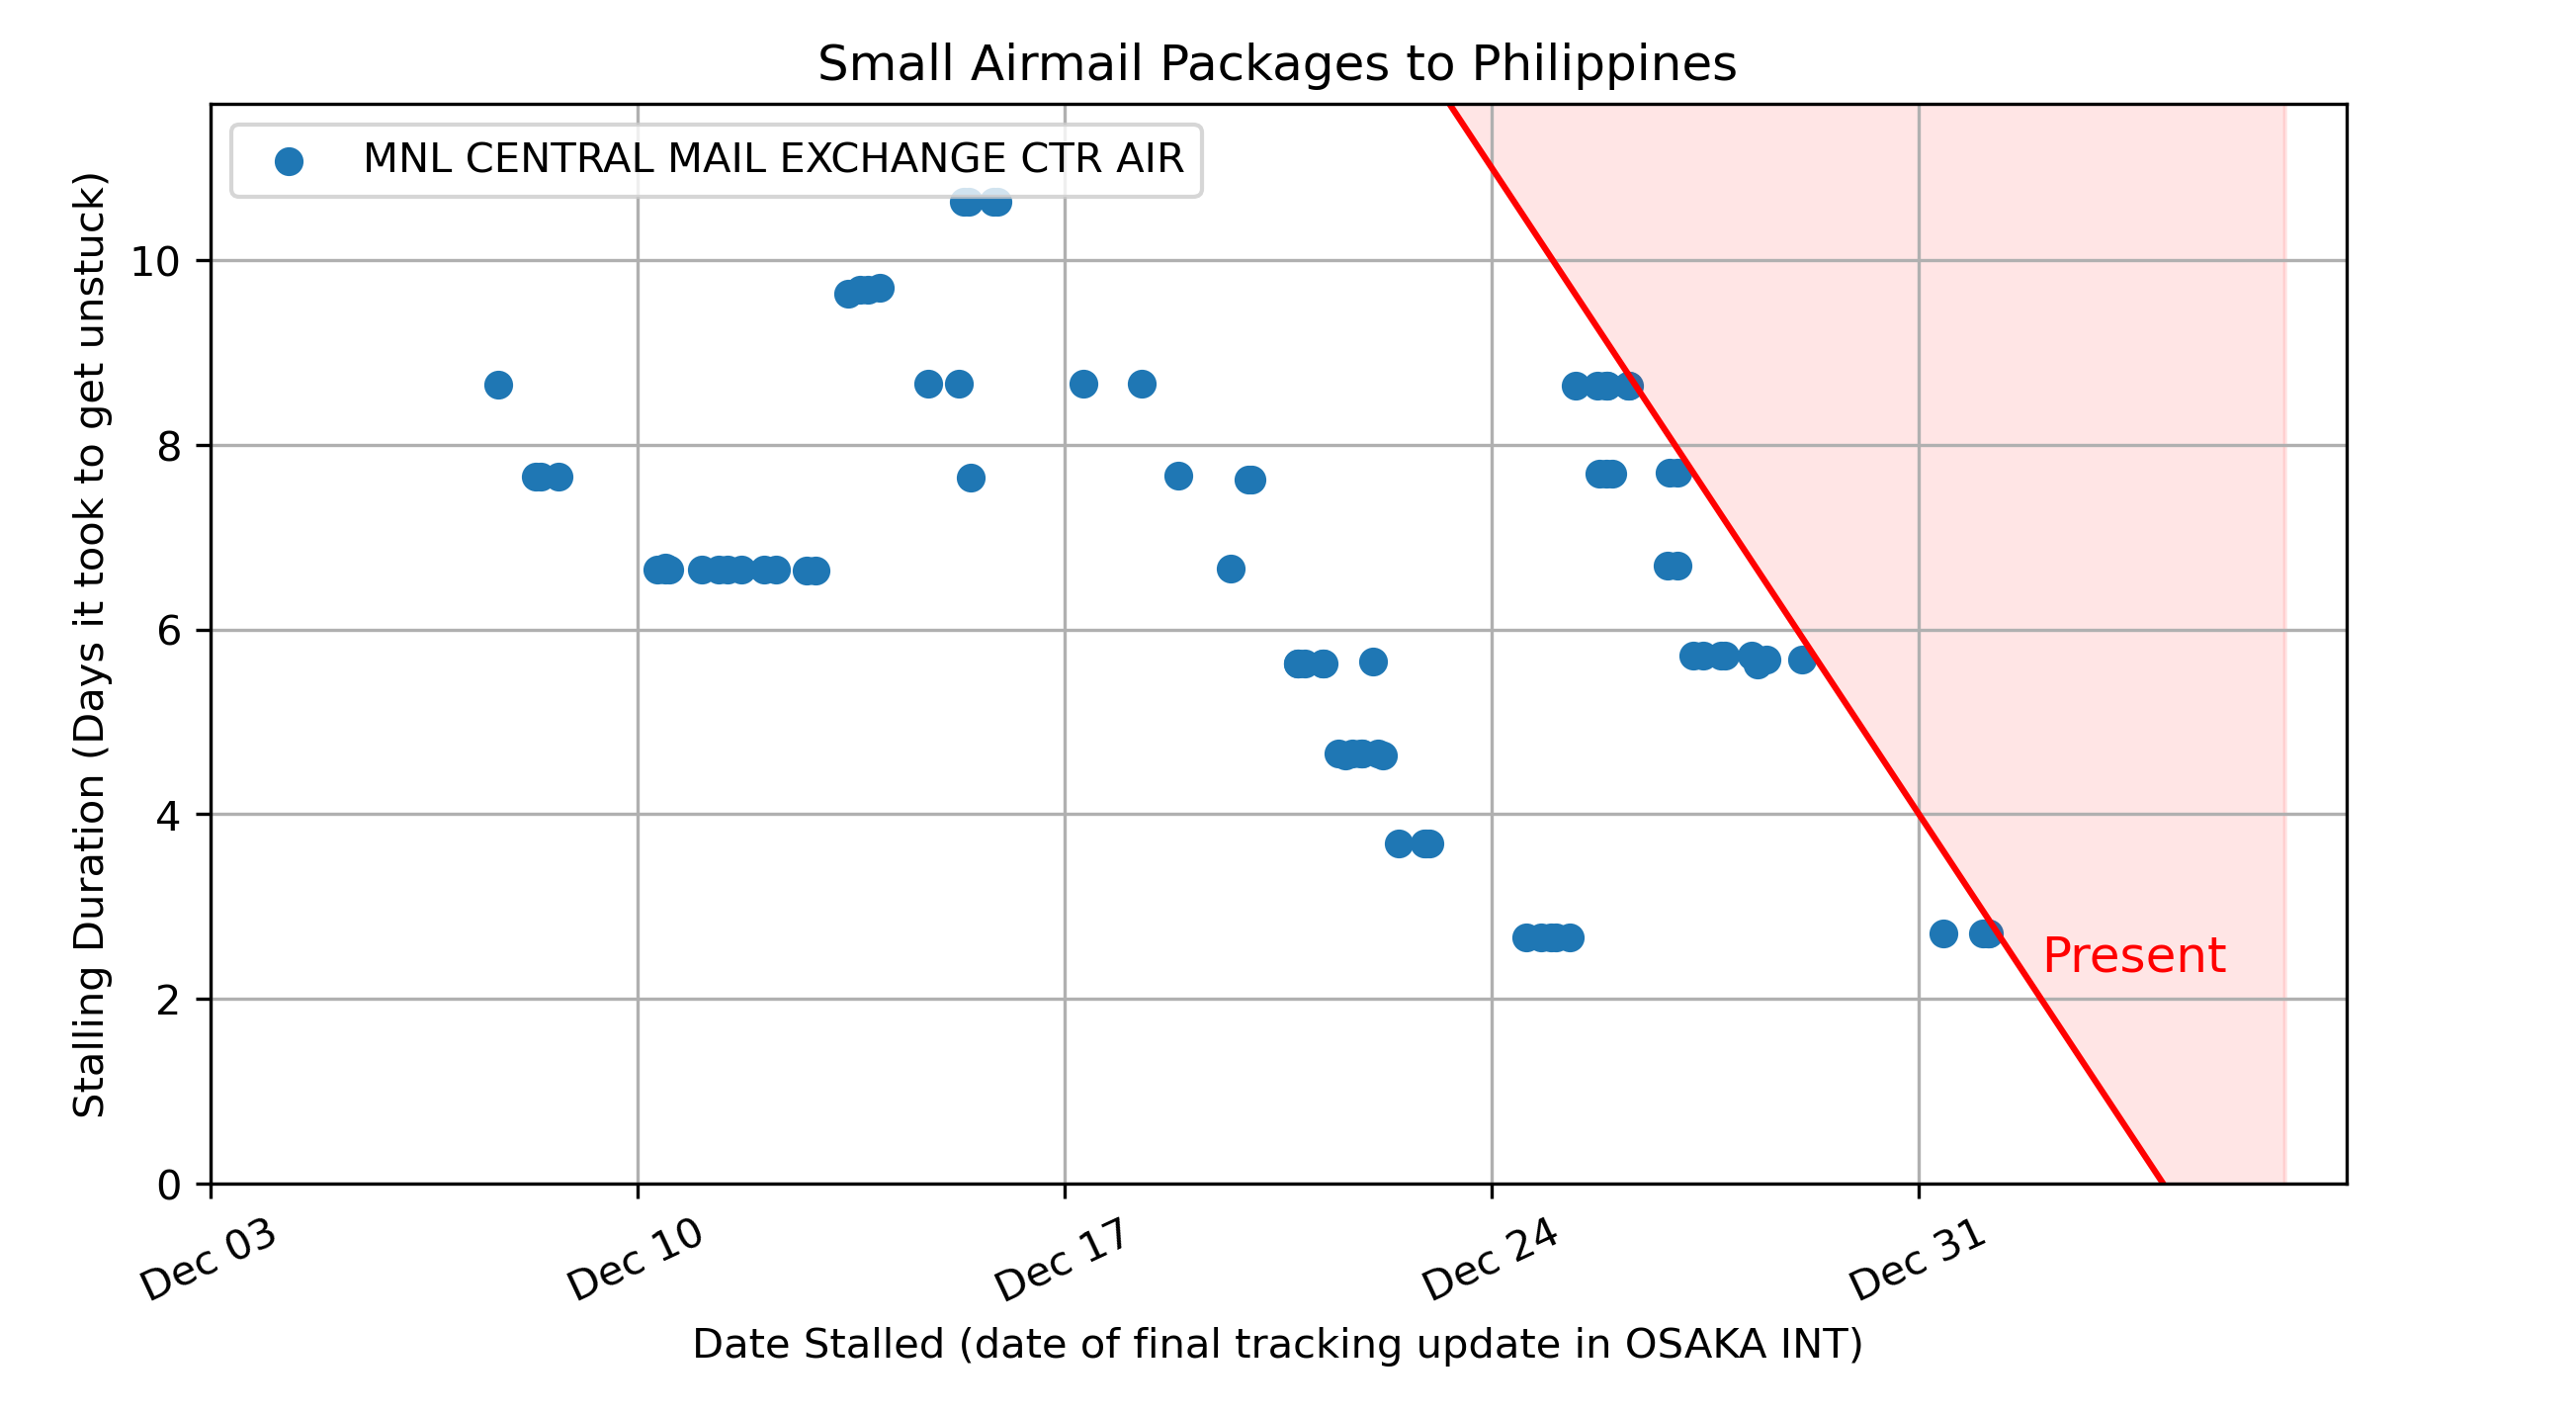 Small Airmail Packages to Philippines
MNL CENTRAL MAIL EXCHANGE CTR AIR
Stalling Duration (Days it took to get unstuck)
10
8
6
4
2
0
Present
Dec 03
Dec 10
Dec 17
Dec 24
Dec 31
Date Stalled (date of final tracking update in OSAKA INT)